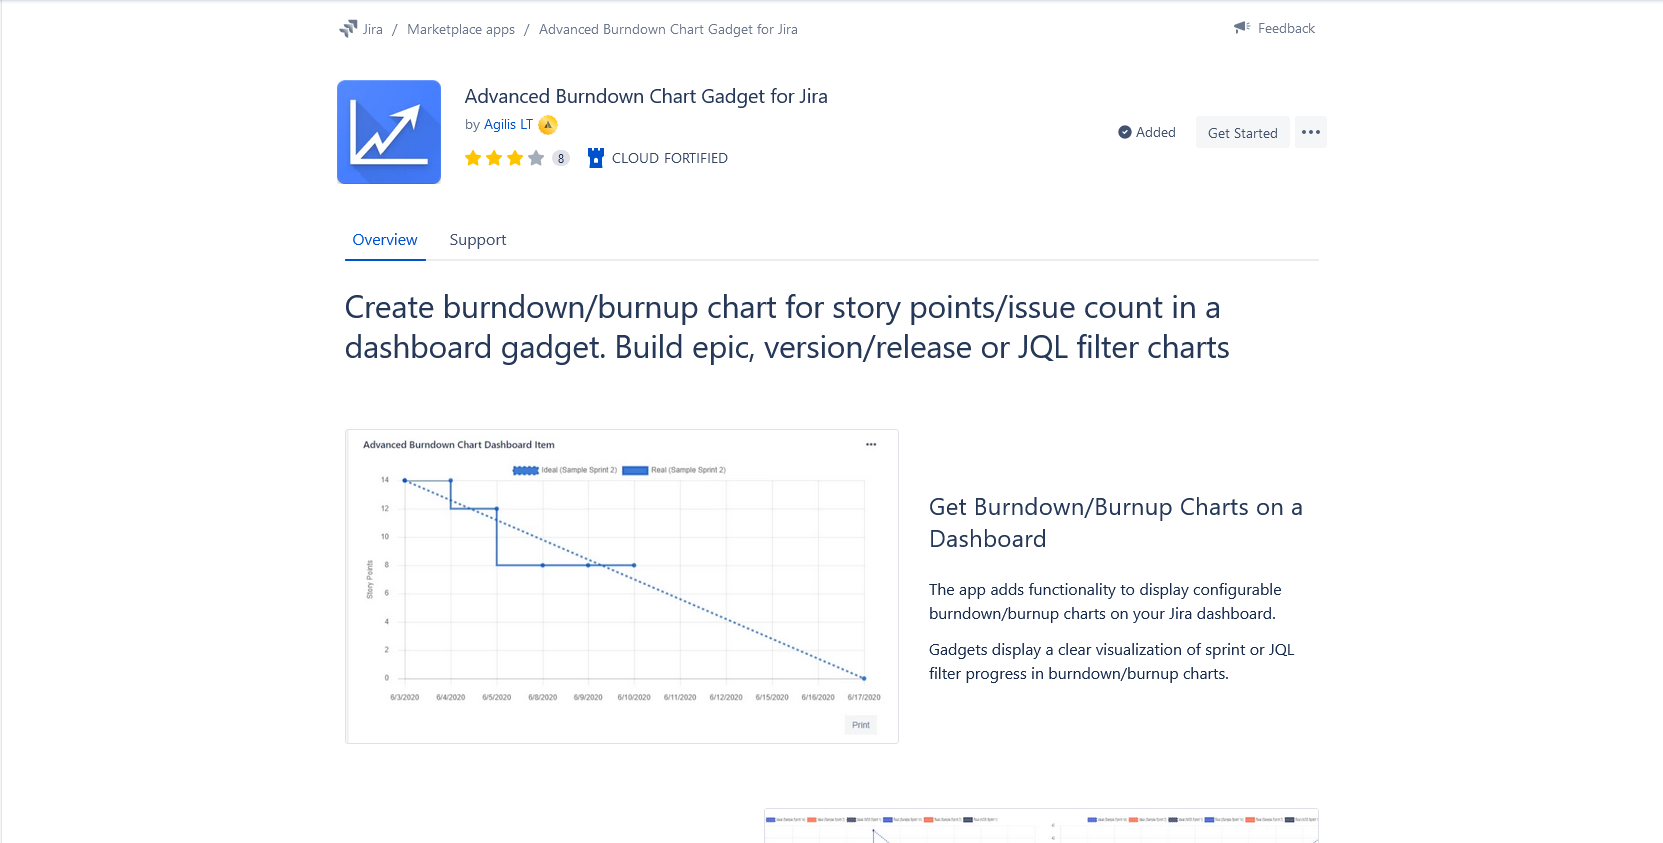 Jira / Marketplace apps / Advanced Burndown Chart Gadget for Jira
Feedback
Advanced Burndown Chart Gadget for Jira
by Agilis LT
8 CLOUD FORTIFIED
Added
Get Started
Overview
Support
Create burndown/burnup chart for story points/issue count in a
dashboard gadget. Build epic, version/release or JQL filter charts
Advanced Burndown Chart Dashboard Item
Ideal (Sample Sprint 2) Real (Sample Sprint 2)
14
12
10
8
6
4
2
0
Story Points
6/3/2020 6/4/2020 6/5/2020 6/8/2020 6/9/2020 6/10/2020 6/11/2020 6/12/2020 6/15/2020 6/16/2020 6/17/2020
Print
Get Burndown/Burnup Charts on a
Dashboard
The app adds functionality to display configurable
burndown/burnup charts on your Jira dashboard.
Gadgets display a clear visualization of sprint or JQL
filter progress in burndown/burnup charts.